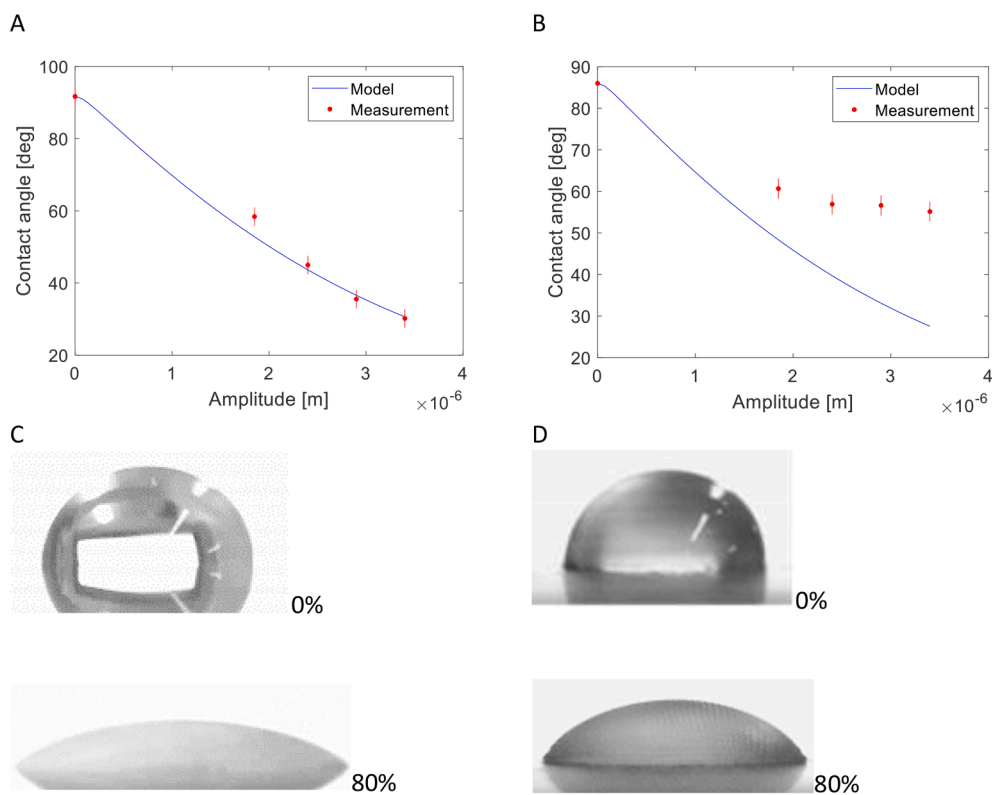 A
B
100
80
60
40
20
0
1
2
3
4
Contact angle [deg]
Amplitude [m]
×10-6
Model
Measurement
90
80
70
60
50
40
30
20
0
1
2
3
4
Contact angle [deg]
Amplitude [m]
×10-6
Model
Measurement
C
D
0%
0%
80%
80%